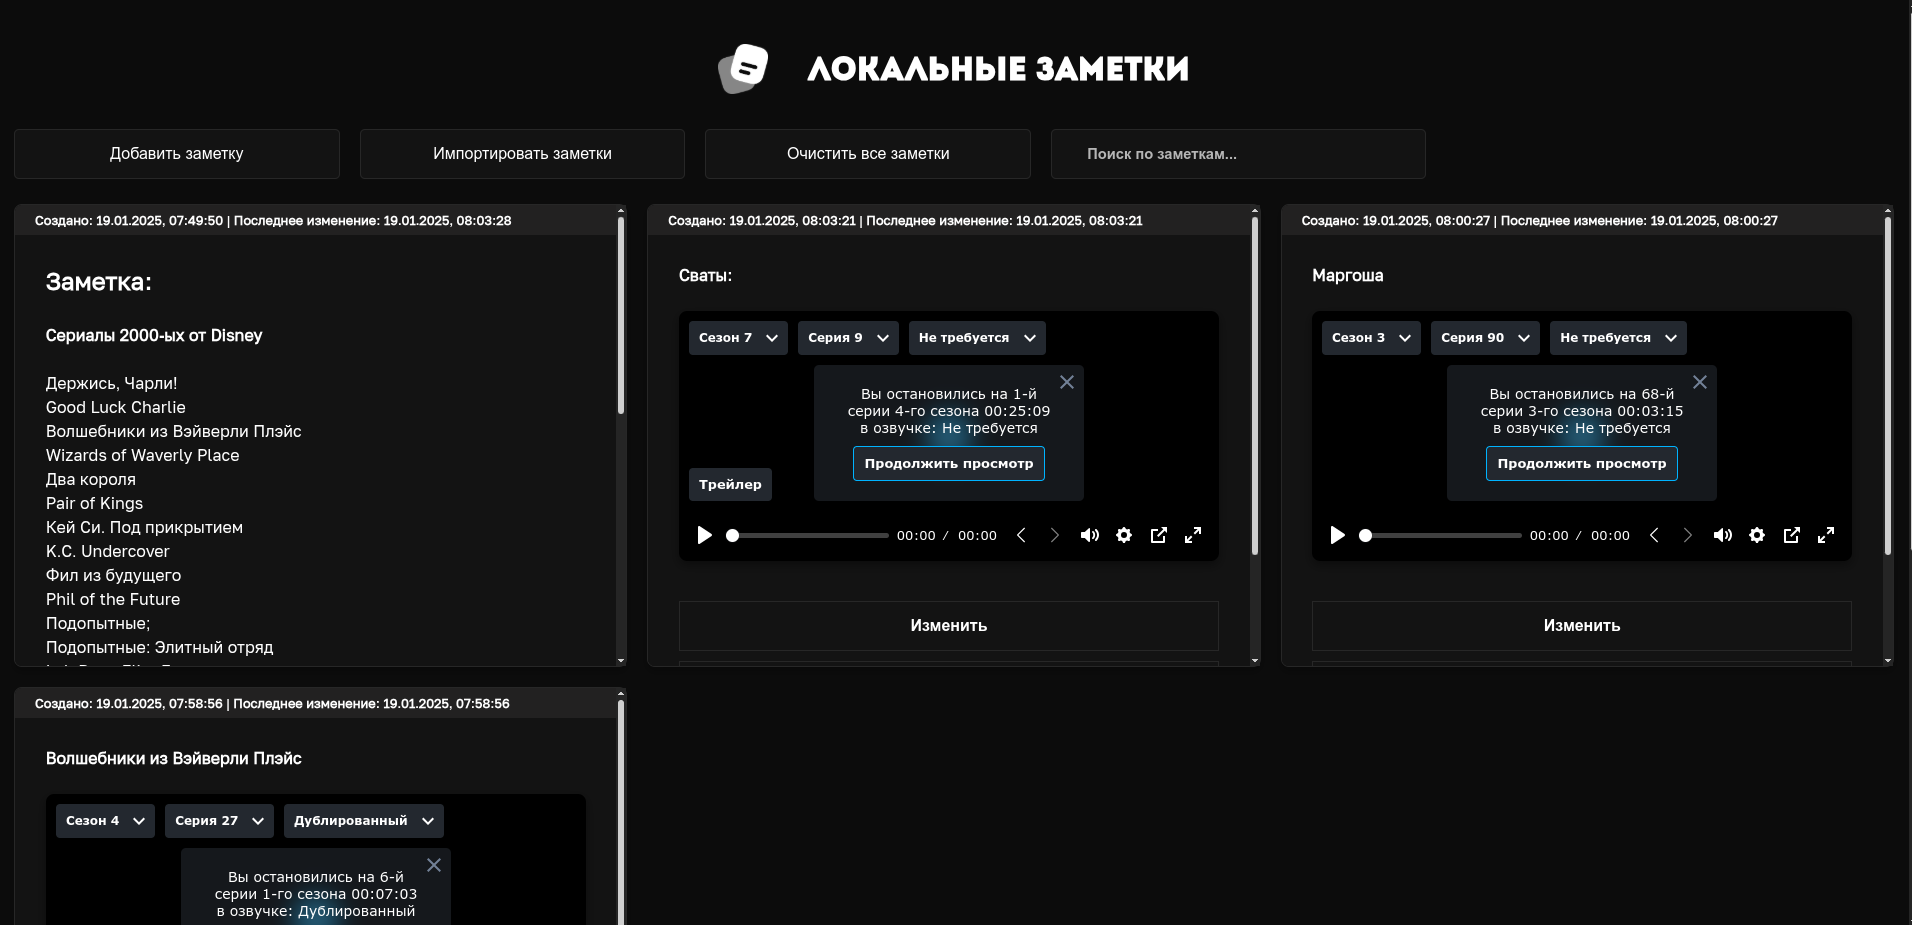 ЛОКАЛЬНЫЕ ЗАМЕТКИ
Добавить заметку
Импортировать заметки
Очистить все заметки
Поиск по заметкам...
Создано: 19.01.2025, 07:49:50 | Последнее изменение: 19.01.2025, 08:03:28
Заметка:
Сериалы 2000-ых от Disney
Держись, Чарли!
Good Luck Charlie
Волшебники из Вэйверли Плэйс
Wizards of Waverly Place
Два короля
Pair of Kings
Кей Си. Под прикрытием
K.C. Undercover
Фил из будущего
Phil of the Future
Подопытные;
Подопытные: Элитный отряд
Создано: 19.01.2025, 08:03:21 | Последнее изменение: 19.01.2025, 08:03:21
Сваты:
Сезон 7
Серия 9
Не требуется
Вы остановились на 1-й
серии 4-го сезона 00:25:09
в озвучке: Не требуется
Продолжить просмотр
Трейлер
00:00 / 00:00
Изменить
Создано: 19.01.2025, 08:00:27 | Последнее изменение: 19.01.2025, 08:00:27
Маргоша
Сезон 3
Серия 90
Не требуется
Вы остановились на 68-й
серии 3-го сезона 00:03:15
в озвучке: Не требуется
Продолжить просмотр
00:00 / 00:00
Изменить
Создано: 19.01.2025, 07:58:56 | Последнее изменение: 19.01.2025, 07:58:56
Волшебники из Вэйверли Плэйс
Сезон 4
Серия 27
Дублированный
Вы остановились на 6-й
серии 1-го сезона 00:07:03
в озвучке: Дублированный